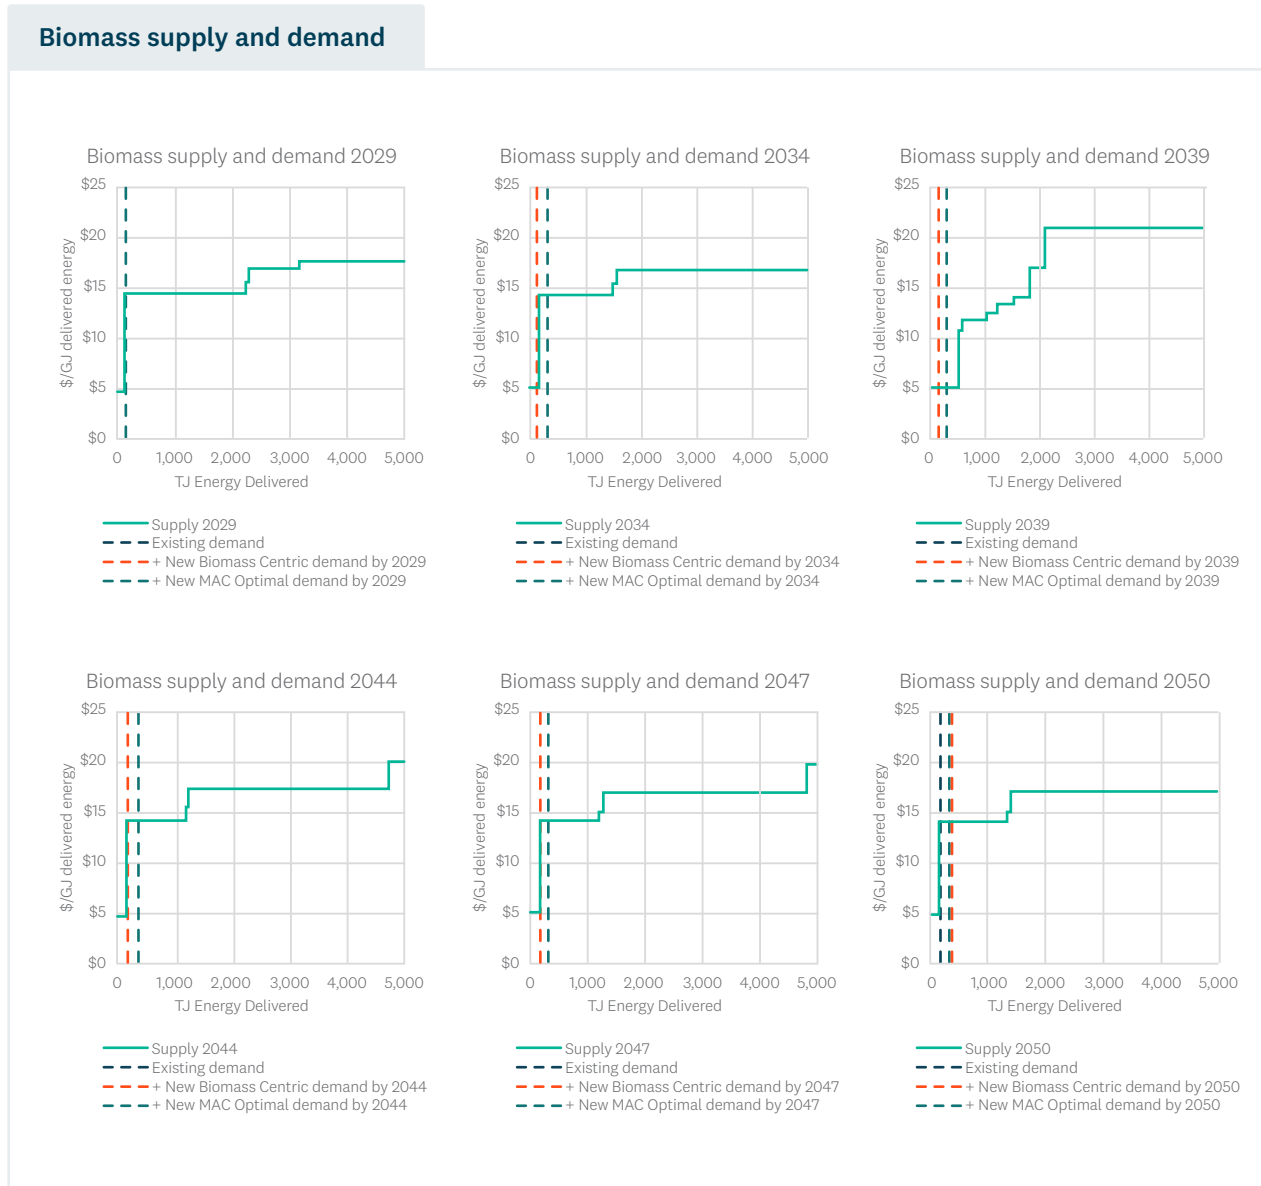 Biomass supply and demand
Biomass supply and demand 2029
$/GJ delivered energy
$25
$20
$15
$10
$5
$0
0 1,000 2,000 3,000 4,000 5,000
TJ Energy Delivered
Supply 2029
Existing demand
+ New Biomass Centric demand by 2029
+ New MAC Optimal demand by 2029
Biomass supply and demand 2034
$/GJ delivered energy
$25
$20
$15
$10
$5
$0
0 1,000 2,000 3,000 4,000 5,000
TJ Energy Delivered
Supply 2034
Existing demand
+ New Biomass Centric demand by 2034
+ New MAC Optimal demand by 2034
Biomass supply and demand 2039
$/GJ delivered energy
$25
$20
$15
$10
$5
$0
0 1,000 2,000 3,000 4,000 5,000
TJ Energy Delivered
Supply 2039
Existing demand
+ New Biomass Centric demand by 2039
+ New MAC Optimal demand by 2039
Biomass supply and demand 2044
$/GJ delivered energy
$25
$20
$15
$10
$5
$0
0 1,000 2,000 3,000 4,000 5,000
TJ Energy Delivered
Supply 2044
Existing demand
+ New Biomass Centric demand by 2044
+ New MAC Optimal demand by 2044
Biomass supply and demand 2047
$/GJ delivered energy
$25
$20
$15
$10
$5
$0
0 1,000 2,000 3,000 4,000 5,000
TJ Energy Delivered
Supply 2047
Existing demand
+ New Biomass Centric demand by 2047
+ New MAC Optimal demand by 2047
Biomass supply and demand 2050
$/GJ delivered energy
$25
$20
$15
$10
$5
$0
0 1,000 2,000 3,000 4,000 5,000
TJ Energy Delivered
Supply 2050
Existing demand
+ New Biomass Centric demand by 2050
+ New MAC Optimal demand by 2050